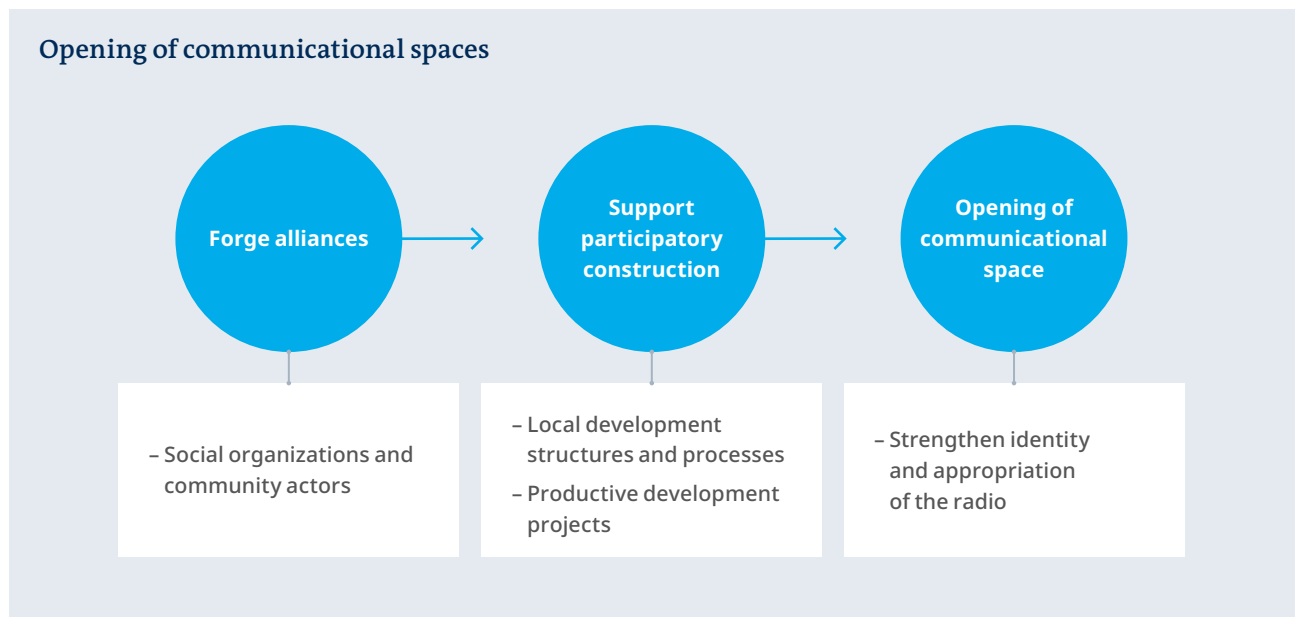 Opening of communicational spaces
Forge alliances
Support
participatory
construction
Opening of
communicational
space
– Social organizations and
community actors
– Local development
structures and processes
– Productive development
projects
– Strengthen identity
and appropriation
of the radio